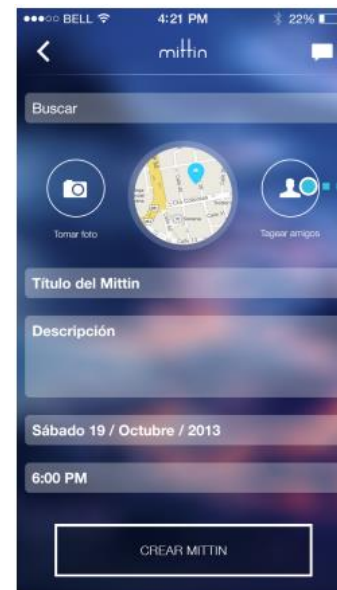 BELL 4:21 PM 22%
mittin
Buscar
Tomar foto
Tagear amigos
Título del Mittin
Descripción
Sábado 19 / Octubre / 2013
6:00 PM
CREAR MITTIN